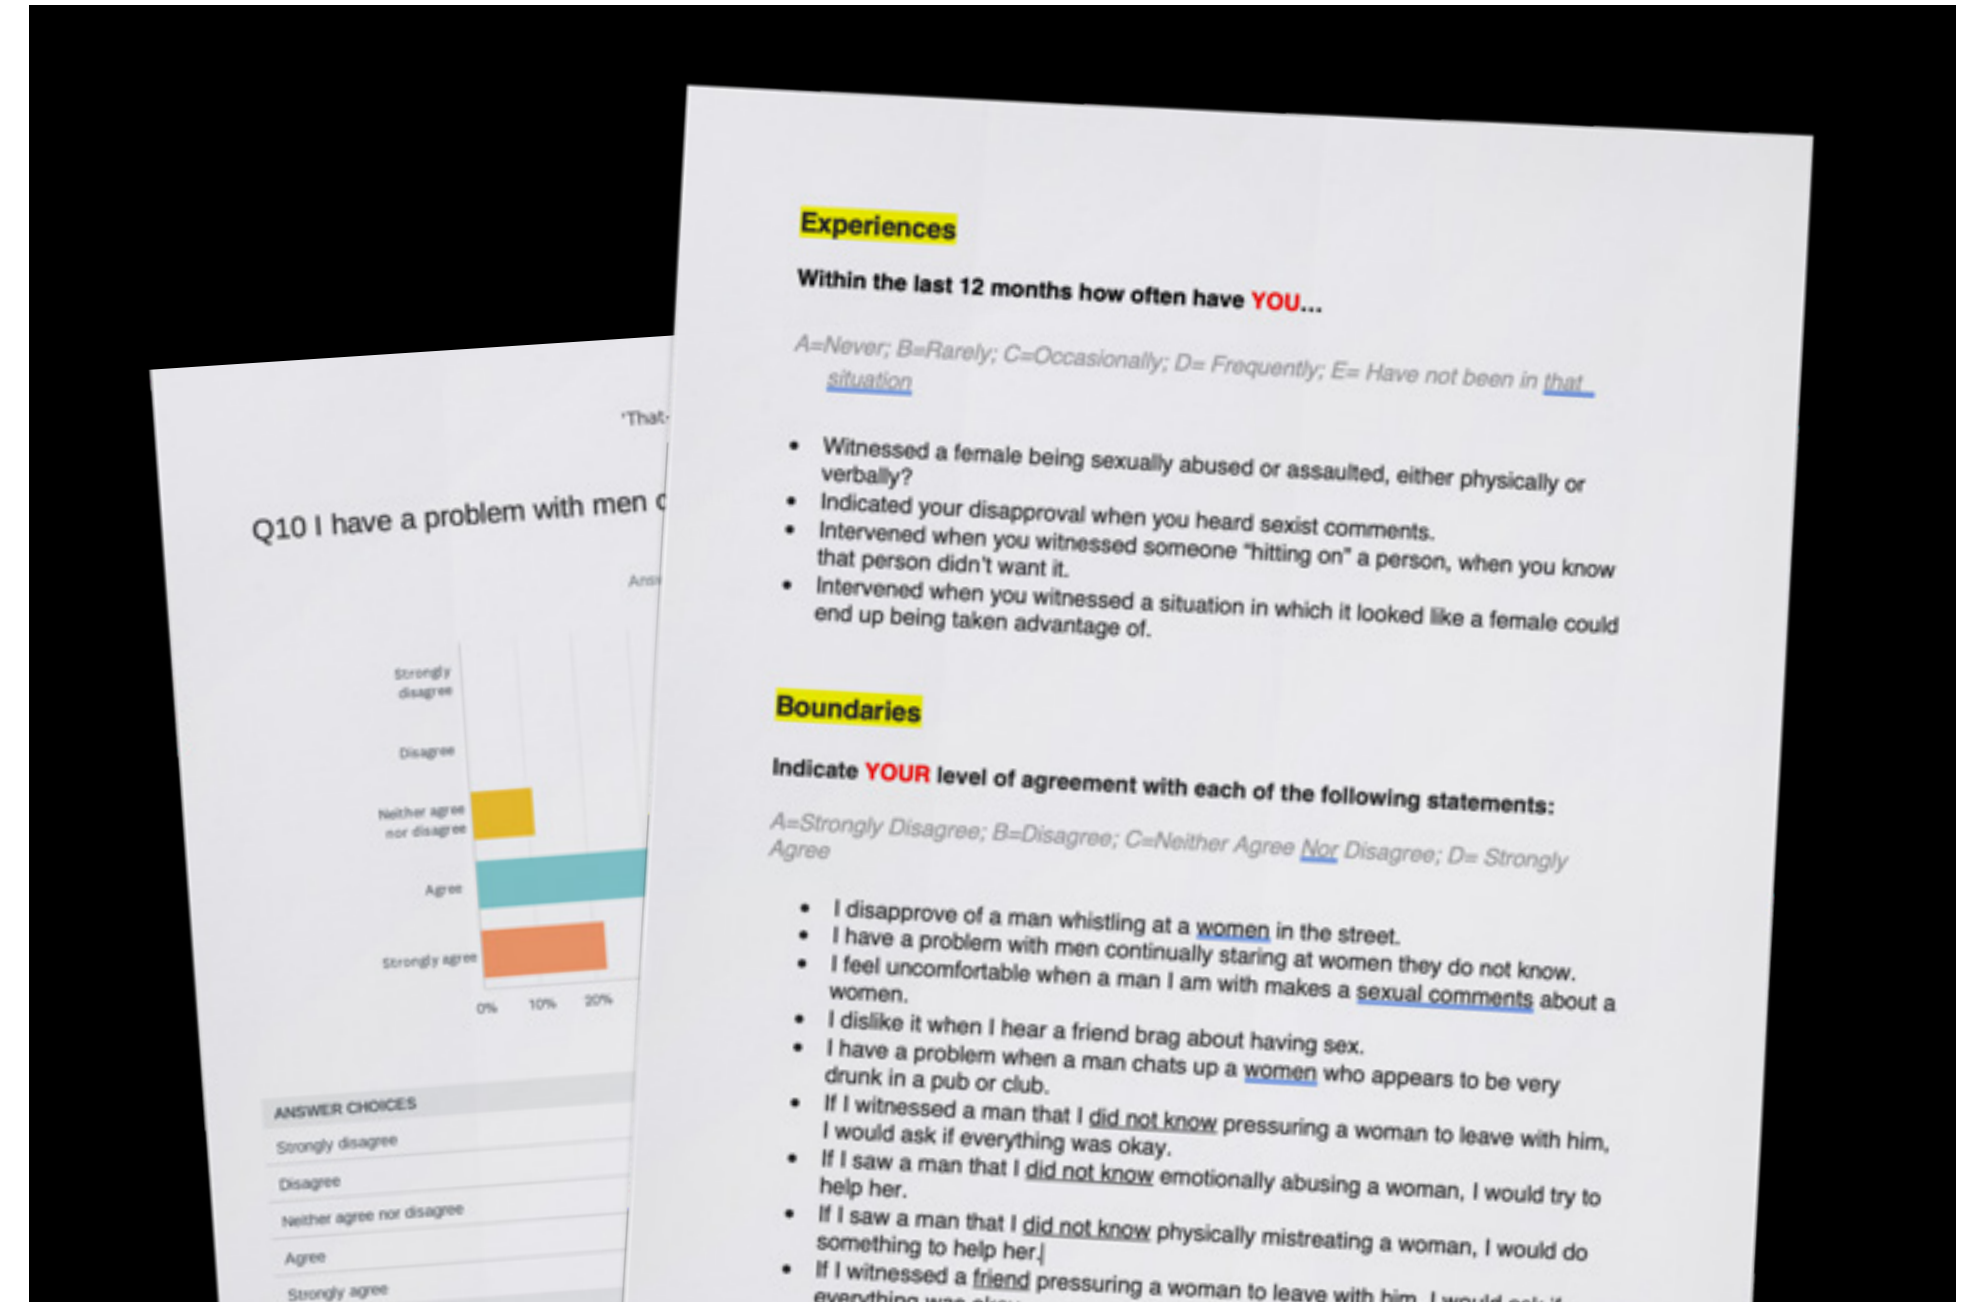 Experiences
Within the last 12 months how often have YOU...
A=Never; B=Rarely; C=Occasionally; D= Frequently; E= Have not been in that
situation
• Witnessed a female being sexually abused or assaulted, either physically or
verbally?
• Indicated your disapproval when you heard sexist comments.
• Intervened when you witnessed someone "hitting on" a person, when you know
that person didn't want it.
• Intervened when you witnessed a situation in which it looked like a female could
end up being taken advantage of.
Boundaries
Indicate YOUR level of agreement with each of the following statements:
A=Strongly Disagree; B=Disagree; C=Neither Agree Nor Disagree; D= Strongly
Agree
• I disapprove of a man whistling at a women in the street.
• I have a problem with men continually staring at women they do not know.
• I feel uncomfortable when a man I am with makes a sexual comments about a
women.
• I dislike it when I hear a friend brag about having sex.
• I have a problem when a man chats up a women who appears to be very
drunk in a pub or club.
• If I witnessed a man that I did not know pressuring a woman to leave with him,
I would ask if everything was okay.
• If I saw a man that I did not know emotionally abusing a woman, I would try to
help her.
• If I saw a man that I did not know physically mistreating a woman, I would do
something to help her.
• If I witnessed a friend pressuring a woman to leave with him, I would ask if
everything was okay.
'That-
Q10 I have a problem with men
Strongly
disagree
Disagree
Neither agree
nor disagree
Agree
Strongly agree
0% 10% 20%
ANSWER CHOICES
Strongly disagree
Disagree
Neither agree nor disagree
Agree
Strongly agree